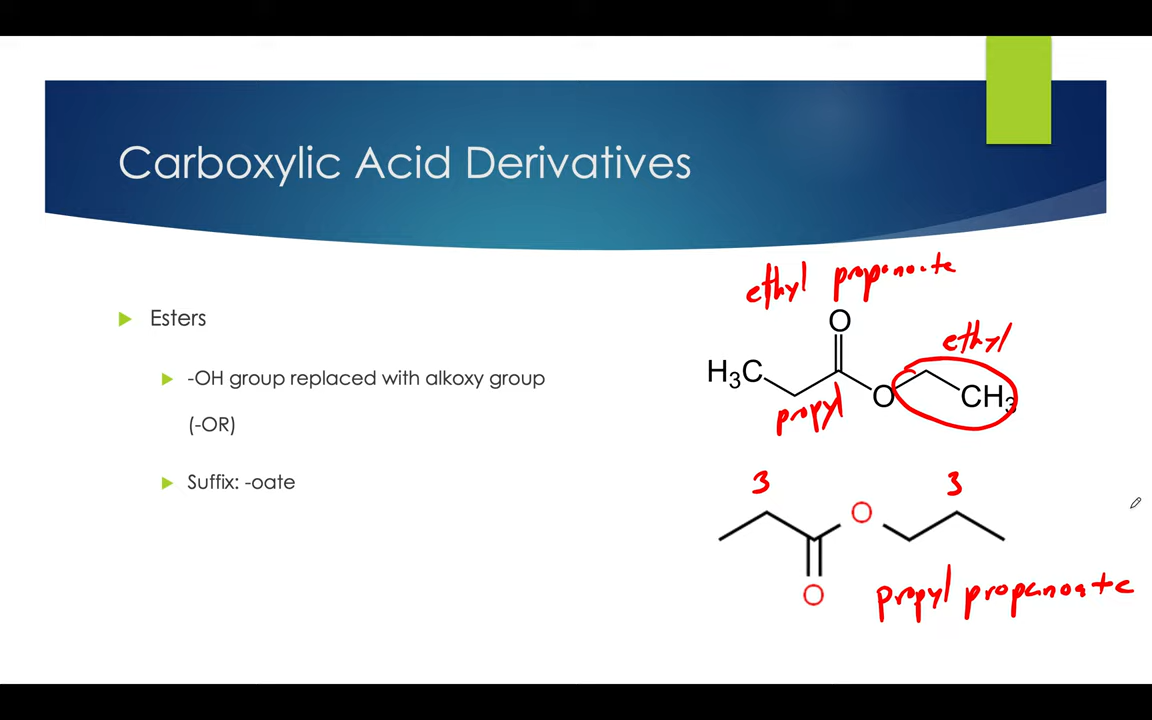 Carboxylic Acid Derivatives
Esters
-OH group replaced with alkoxy group
(-OR)
Suffix: -oate
ethyl propanoate
O
ethyl
H3C
O
CH3
propyl
3
3
O
O
propyl propanoate